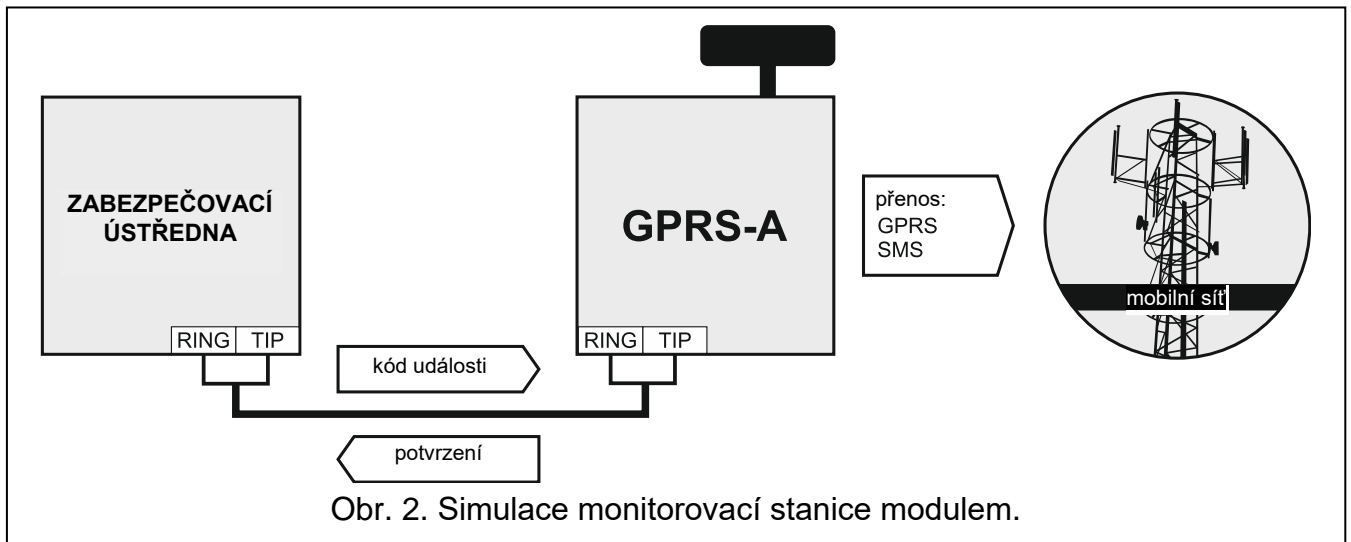 ZABEZPEČOVACÍ
ÚSTŘEDNA
RING TIP
GPRS-A
RING TIP
přenos:
GPRS
SMS
mobilní síť
kód události
potvrzení
Obr. 2. Simulace monitorovací stanice modulem.